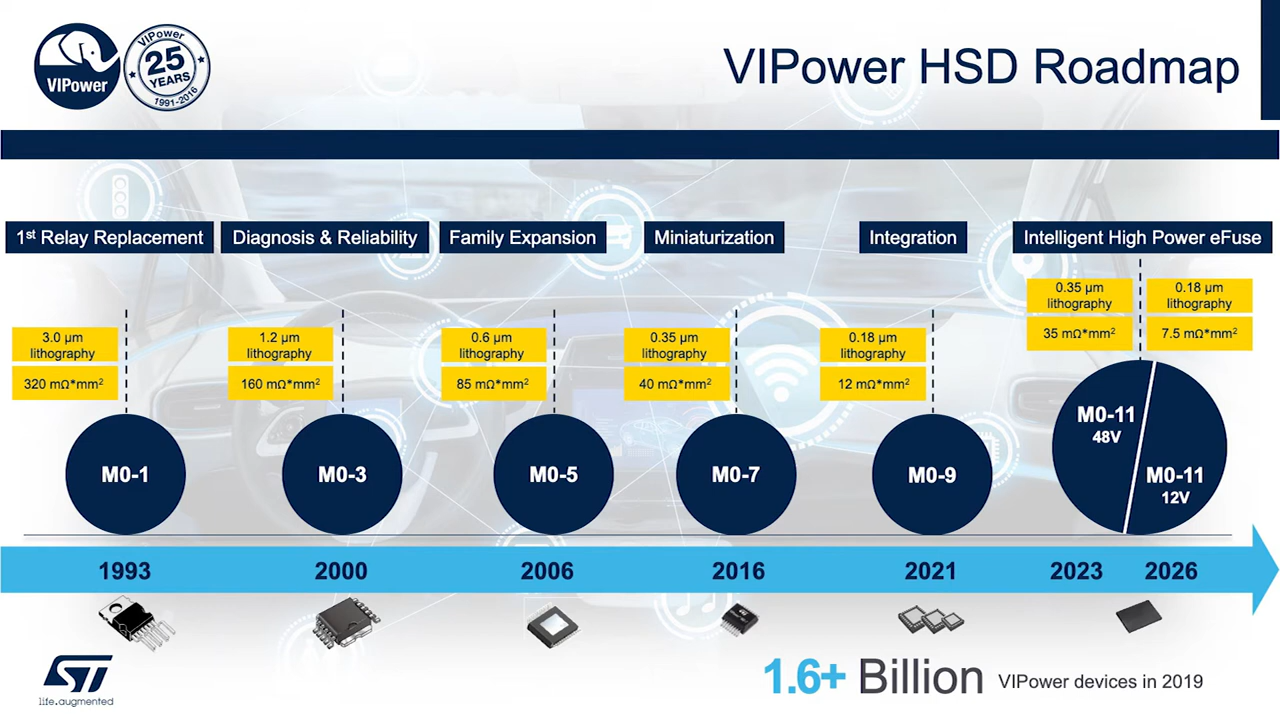 VIPower
VIPower
25
YEARS
1991-2016
VIPower HSD Roadmap
1st Relay Replacement
Diagnosis & Reliability
Family Expansion
Miniaturization
Integration
Intelligent High Power eFuse
3.0 µm
lithography
320 mΩ*mm²
1.2 µm
lithography
160 mΩ*mm²
0.6 µm
lithography
85 mΩ*mm²
0.35 µm
lithography
40 mΩ*mm²
0.18 µm
lithography
12 mΩ*mm²
0.35 µm
lithography
35 mΩ*mm²
0.18 µm
lithography
7.5 mΩ*mm²
M0-1
M0-3
M0-5
M0-7
M0-9
M0-11
48V
M0-11
12V
1993
2000
2006
2016
2021
2023
2026
ST
life.augmented
1.6+ Billion VIPower devices in 2019